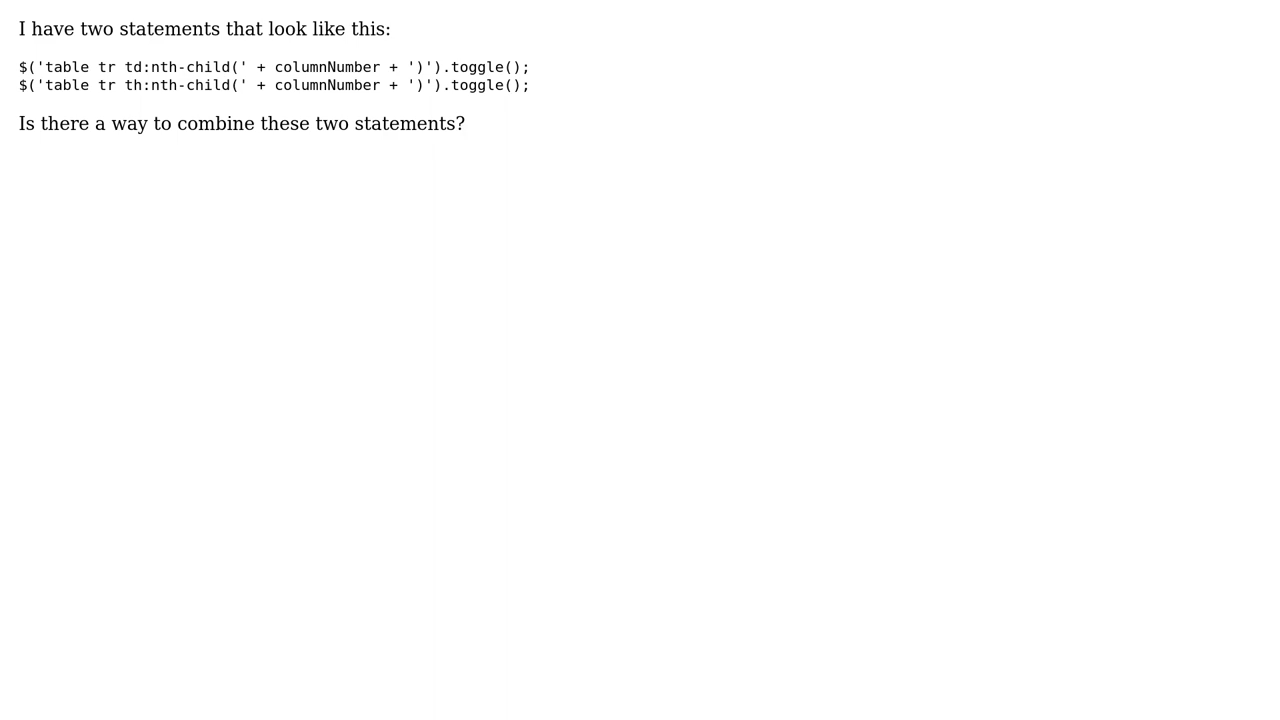 I have two statements that look like this:
$('table tr td:nth-child(' + columnNumber + ')').toggle();
$('table tr th:nth-child(' + columnNumber + ')').toggle();
Is there a way to combine these two statements?